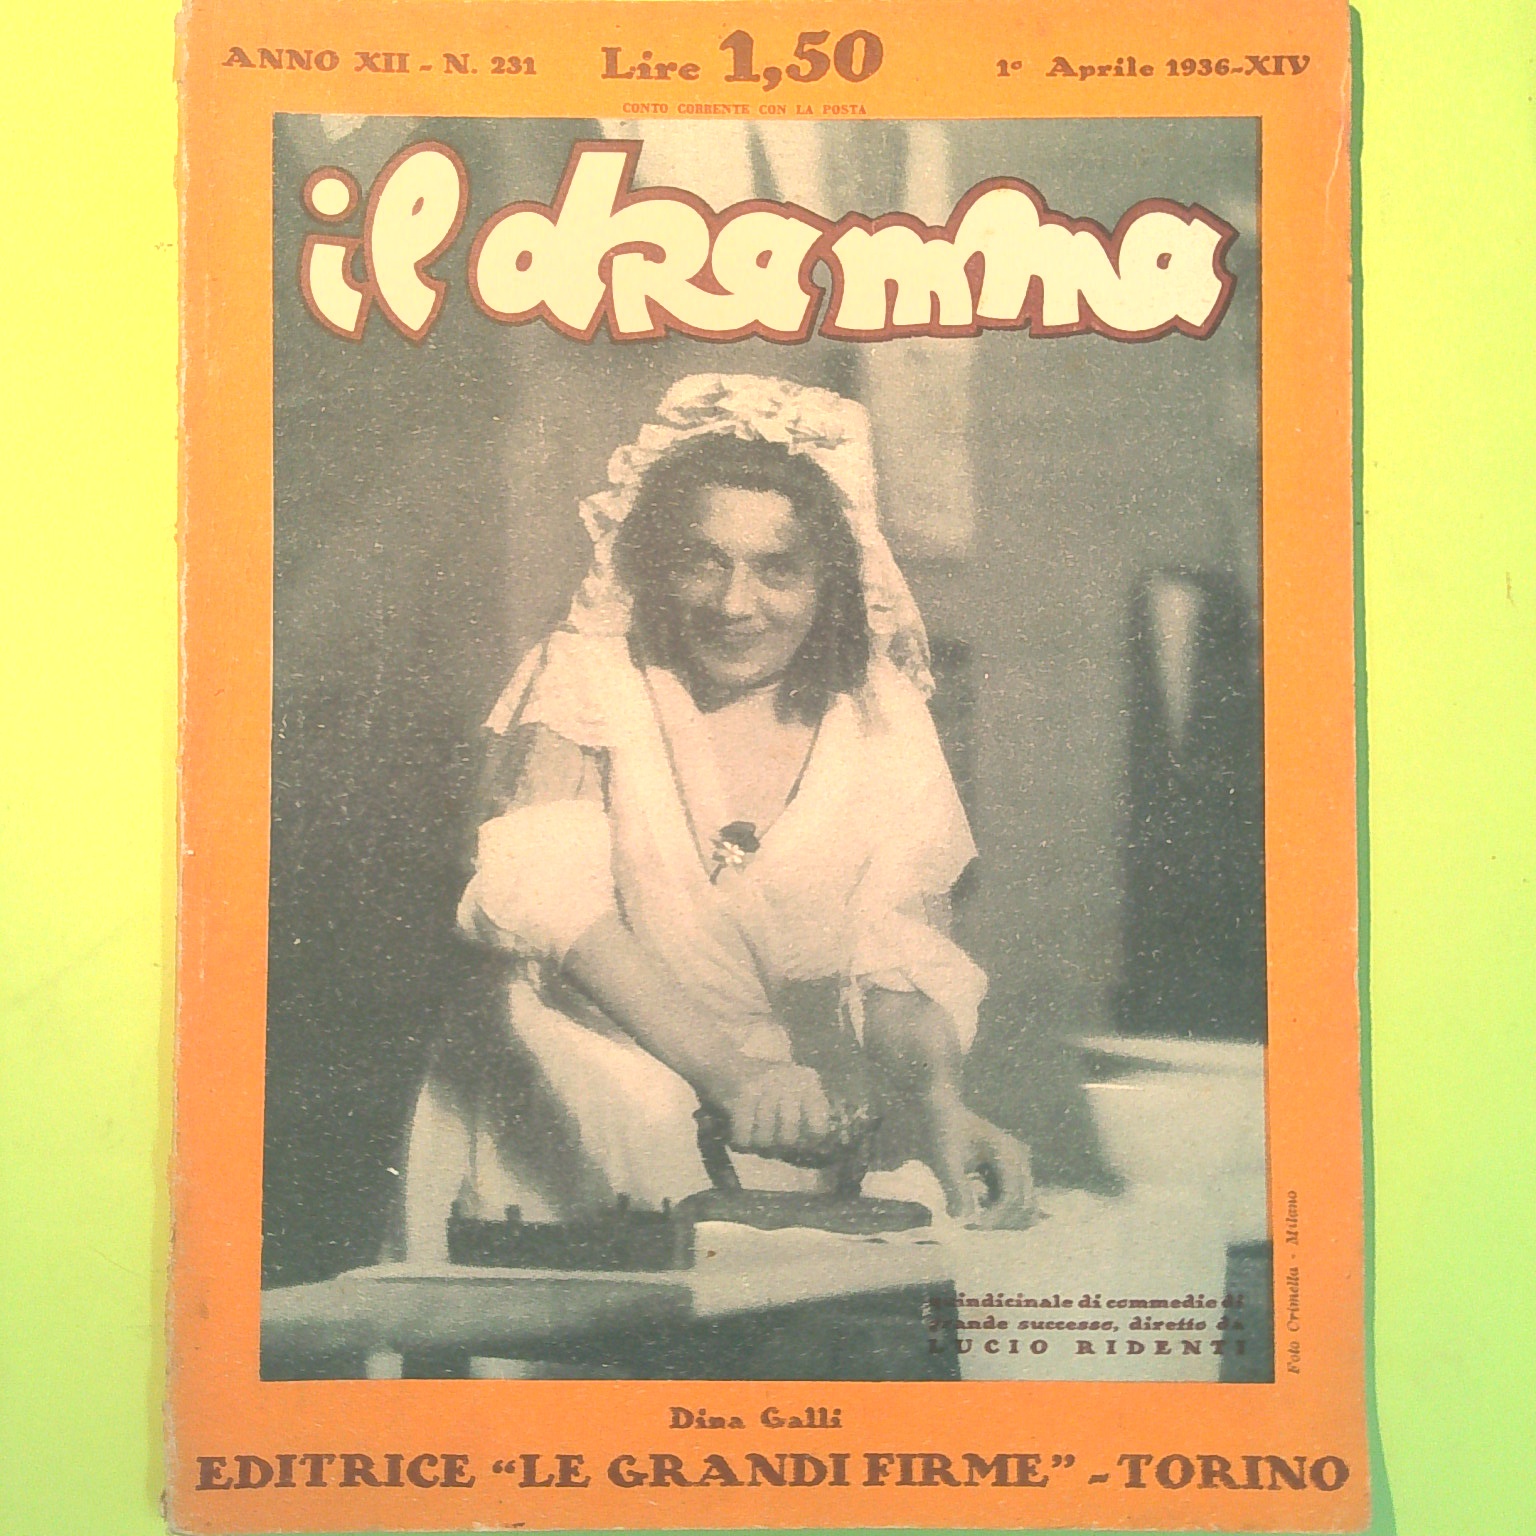 ANNO XII - N. 231 Lire 1,50 1° Aprile 1936-XIV
CONTO CORRENTE CON LA POSTA
il dramma
quindicinale di commedie di
grande successo, diretto da
LUCIO RIDENTI
Foto Crimella - Milano
Dina Galli
EDITRICE “LE GRANDI FIRME” - TORINO